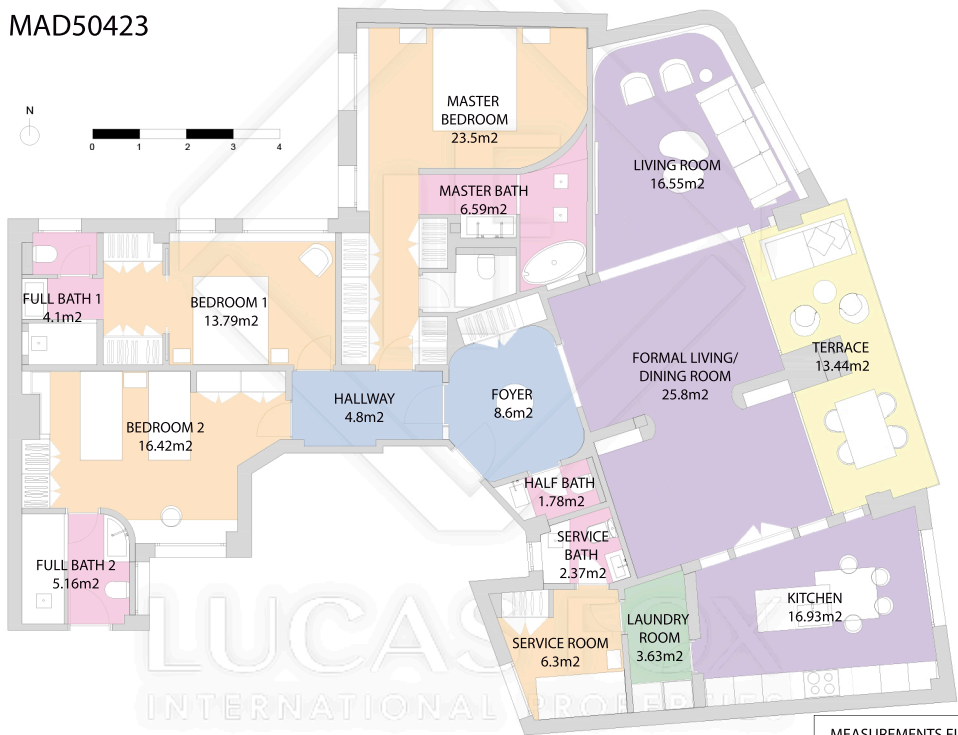 MAD50423
N
0 1 2 3 4
MASTER
BEDROOM
23.5m2
LIVING ROOM
16.55m2
MASTER BATH
6.59m2
FULL BATH 1
4.1m2
BEDROOM 1
13.79m2
TERRACE
13.44m2
FORMAL LIVING/
DINING ROOM
25.8m2
HALLWAY
4.8m2
FOYER
8.6m2
BEDROOM 2
16.42m2
HALF BATH
1.78m2
SERVICE
BATH
2.37m2
FULL BATH 2
5.16m2
KITCHEN
16.93m2
LAUNDRY
ROOM
3.63m2
SERVICE ROOM
6.3m2
LUCAS FOX
INTERNATIONAL PROPERTIES
MEASUREMENTS